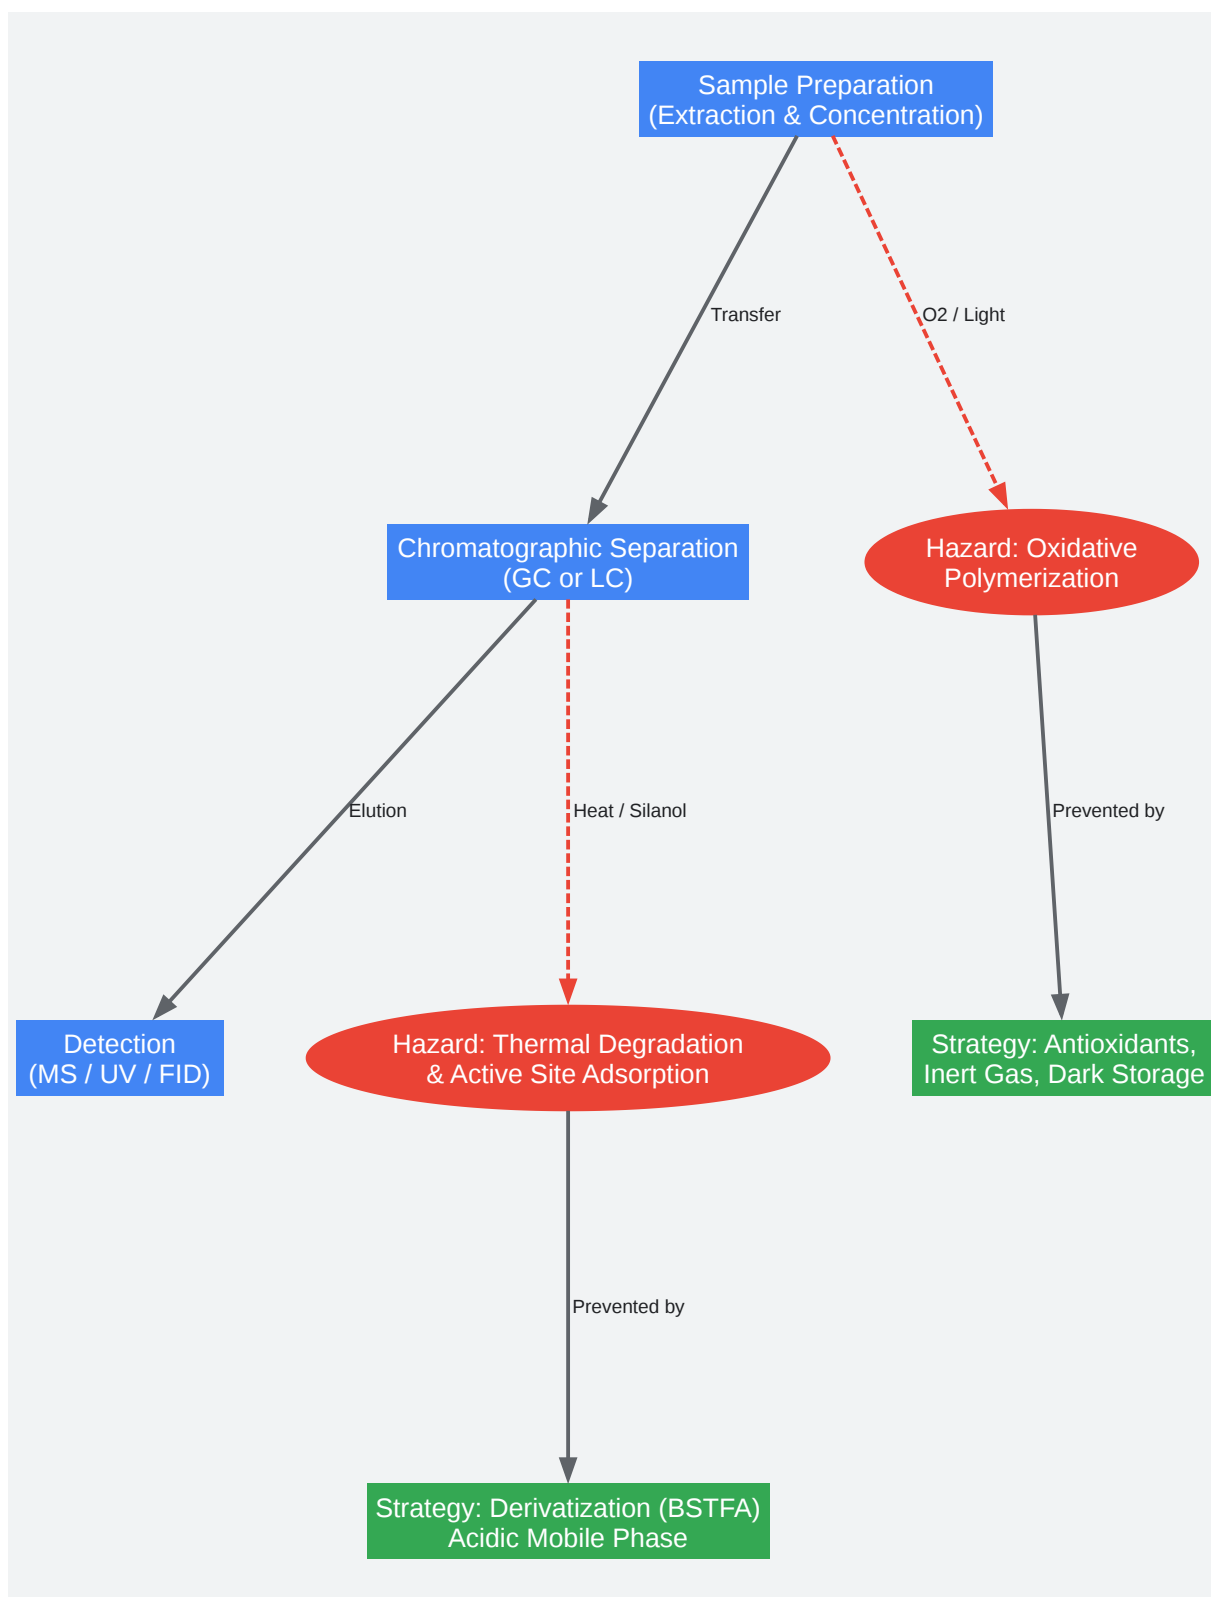 Sample Preparation
(Extraction & Concentration)
Transfer
O2 / Light
Chromatographic Separation
(GC or LC)
Hazard: Oxidative
Polymerization
Elution
Heat / Silanol
Prevented by
Detection
(MS / UV / FID)
Hazard: Thermal Degradation
& Active Site Adsorption
Strategy: Antioxidants,
Inert Gas, Dark Storage
Prevented by
Strategy: Derivatization (BSTFA)
Acidic Mobile Phase